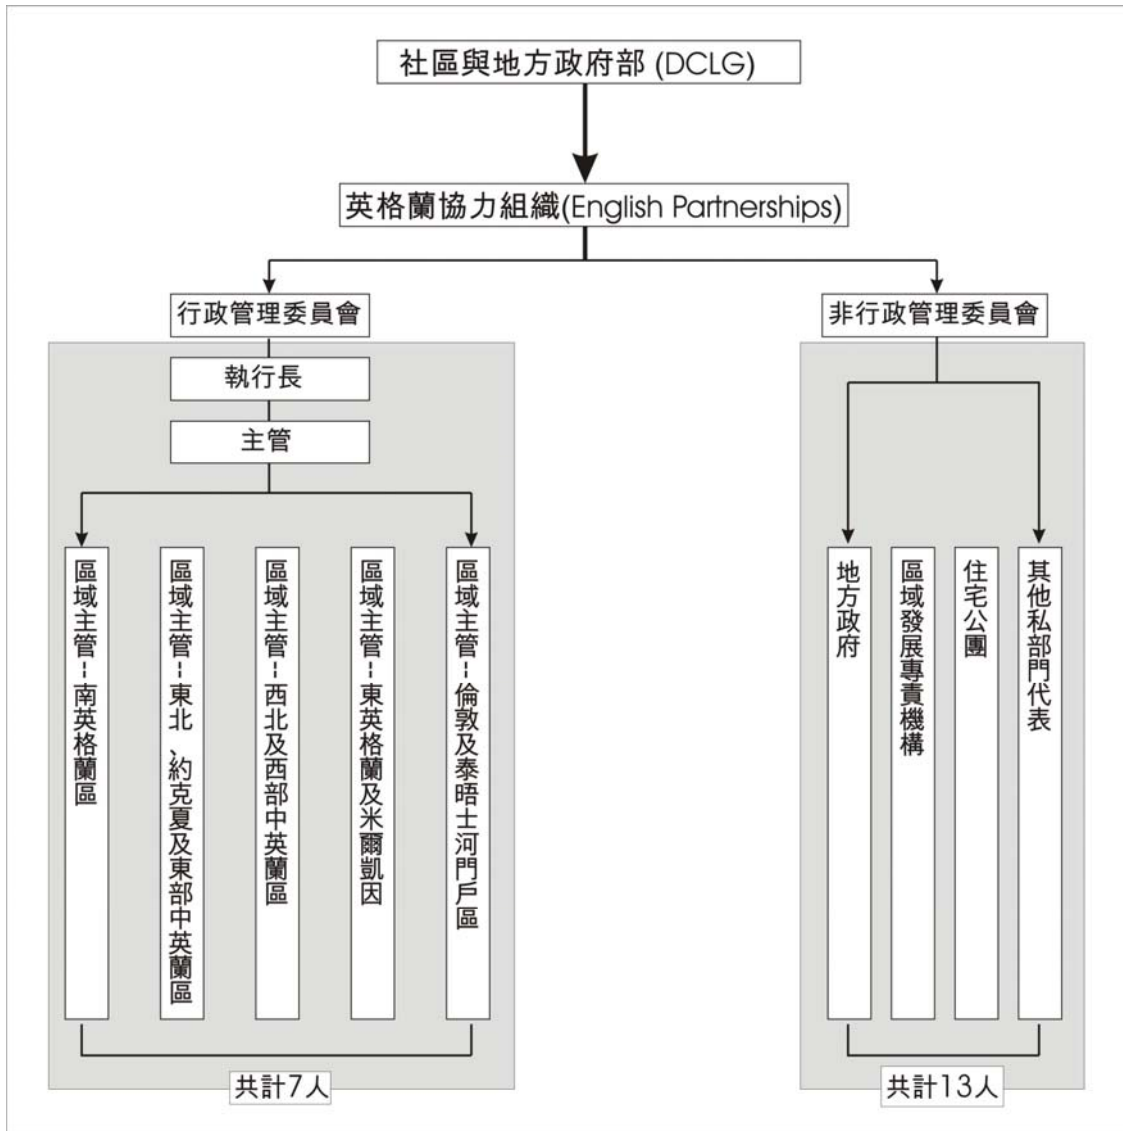 社區與地方政府部 (DCLG)
英格蘭協力組織(English Partnerships)
行政管理委員會
非行政管理委員會
執行長
主管
區域主管--南英格蘭區
區域主管--東北、約克夏及東部中英蘭區
區域主管--西北及西部中英蘭區
區域主管--東英格蘭及米爾凱因
區域主管--倫敦及泰晤士河門戶區
地方政府
區域發展專責機構
住宅公團
其他私部門代表
共計7人
共計13人